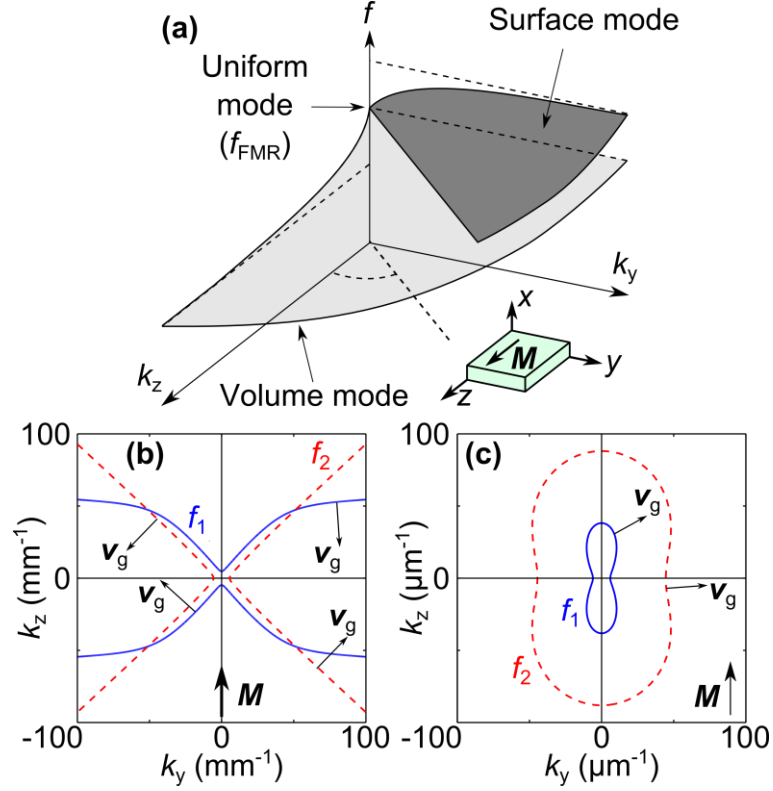 (a)
f
Surface mode
Uniform
mode
(fFMR)
ky
x
M
y
z
kz
Volume mode
100
(b)
f2
f1
vg
vg
vg
vg
0
kz (mm-1)
M
-100
0
100
ky (mm-1)
100
(c)
vg
vg
0
kz (µm-1)
f1
f2
M
-100
0
100
ky (µm-1)